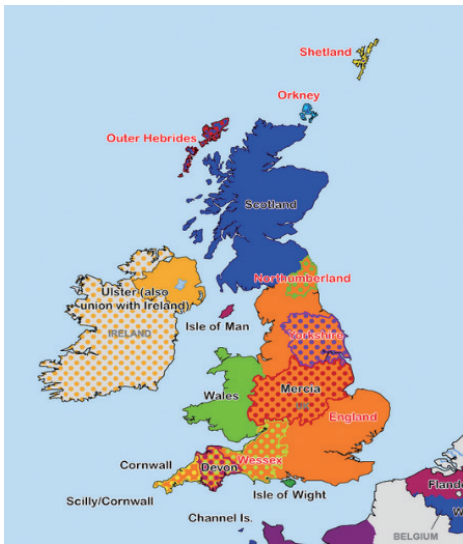 Shetland
Orkney
Outer Hebrides
Scotland
Northumberland
Ulster (also
union with Ireland)
IRELAND
Isle of Man
Yorkshire
Wales
Mercia
England
Cornwall
Devon
Wessex
Scilly/Cornwall
Isle of Wight
Channel Is.
Fland
W
BELGIUM